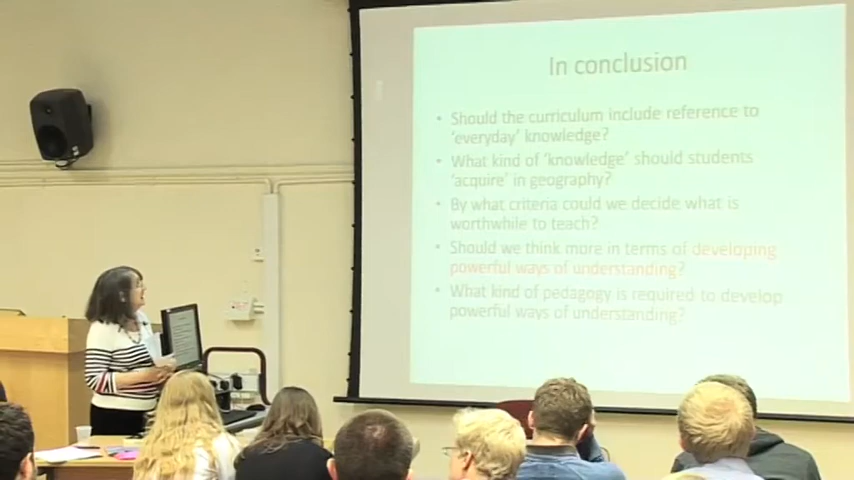 In conclusion
• Should the curriculum include reference to
'everyday' knowledge?
• What kind of 'knowledge' should students
'acquire' in geography?
• By what criteria could we decide what is
worthwhile to teach?
• Should we think more in terms of developing
powerful ways of understanding?
• What kind of pedagogy is required to develop
powerful ways of understanding?